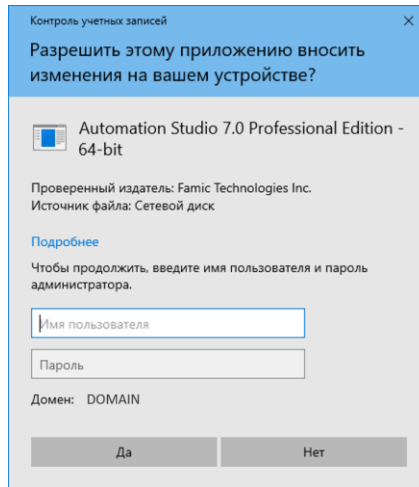 Контроль учетных записей
Разрешить этому приложению вносить
изменения на вашем устройстве?
Automation Studio 7.0 Professional Edition -
64-bit
Проверенный издатель: Famic Technologies Inc.
Источник файла: Сетевой диск
Подробнее
Чтобы продолжить, введите имя пользователя и пароль
администратора.
Имя пользователя
Пароль
Домен: DOMAIN
Да
Нет